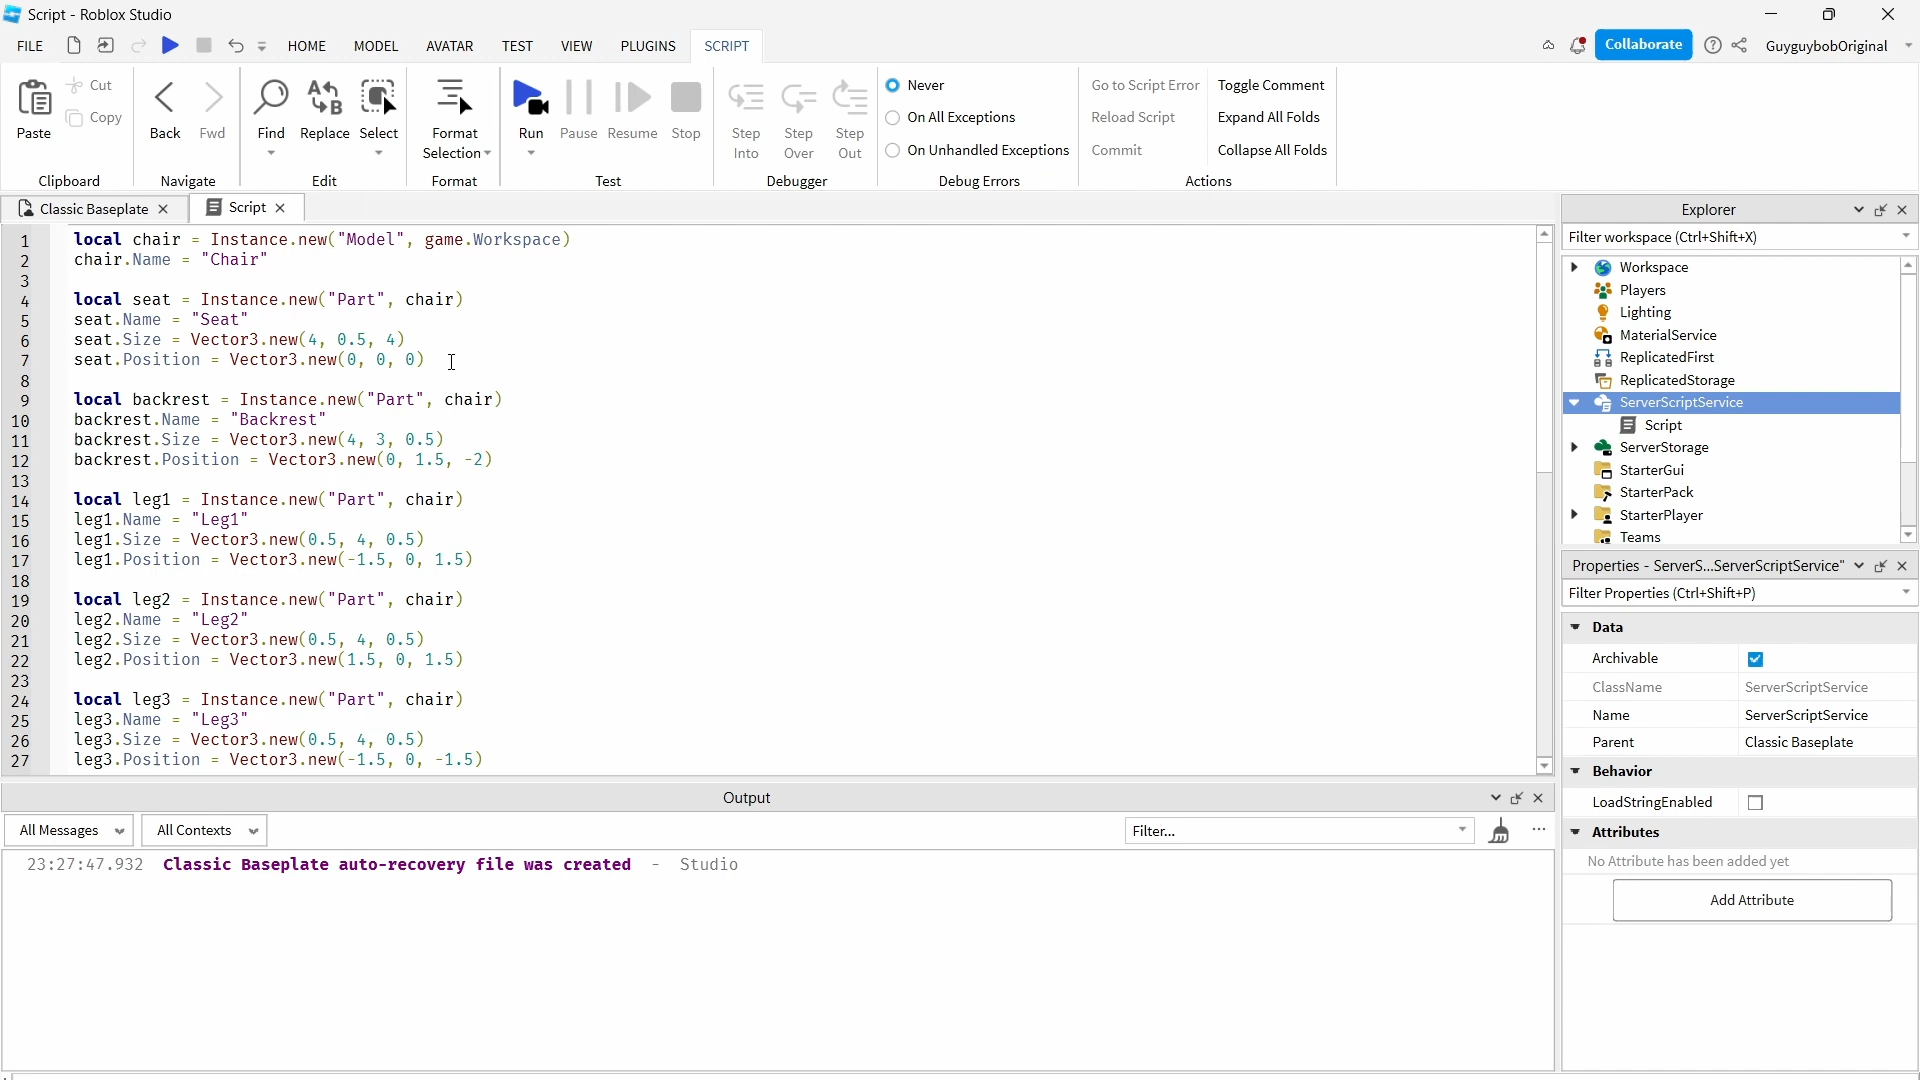 Script - Roblox Studio
FILE HOME MODEL AVATAR TEST VIEW PLUGINS SCRIPT Collaborate GuyguybobOriginal
Paste Cut Copy Clipboard
Back Fwd Navigate
Find Replace Select Edit
Format Selection Format
Run Pause Resume Stop Test
Step Into Step Over Step Out Debugger
Never
On All Exceptions
On Unhandled Exceptions
Debug Errors
Go to Script Error Toggle Comment
Reload Script Expand All Folds
Commit Collapse All Folds
Actions
Classic Baseplate Script
1 local chair = Instance.new("Model", game.Workspace)
2 chair.Name = "Chair"
3
4 local seat = Instance.new("Part", chair)
5 seat.Name = "Seat"
6 seat.Size = Vector3.new(4, 0.5, 4)
7 seat.Position = Vector3.new(0, 0, 0)
8
9 local backrest = Instance.new("Part", chair)
10 backrest.Name = "Backrest"
11 backrest.Size = Vector3.new(4, 3, 0.5)
12 backrest.Position = Vector3.new(0, 1.5, -2)
13
14 local leg1 = Instance.new("Part", chair)
15 leg1.Name = "Leg1"
16 leg1.Size = Vector3.new(0.5, 4, 0.5)
17 leg1.Position = Vector3.new(-1.5, 0, 1.5)
18
19 local leg2 = Instance.new("Part", chair)
20 leg2.Name = "Leg2"
21 leg2.Size = Vector3.new(0.5, 4, 0.5)
22 leg2.Position = Vector3.new(1.5, 0, 1.5)
23
24 local leg3 = Instance.new("Part", chair)
25 leg3.Name = "Leg3"
26 leg3.Size = Vector3.new(0.5, 4, 0.5)
27 leg3.Position = Vector3.new(-1.5, 0, -1.5)
Output
All Messages All Contexts Filter...
23:27:47.932 Classic Baseplate auto-recovery file was created - Studio
Explorer
Filter workspace (Ctrl+Shift+X)
Workspace
Players
Lighting
MaterialService
ReplicatedFirst
ReplicatedStorage
ServerScriptService
Script
ServerStorage
StarterGui
StarterPack
StarterPlayer
Teams
Properties - ServerS...ServerScriptService"
Filter Properties (Ctrl+Shift+P)
Data
Archivable
ClassName ServerScriptService
Name ServerScriptService
Parent Classic Baseplate
Behavior
LoadStringEnabled
Attributes
No Attribute has been added yet
Add Attribute